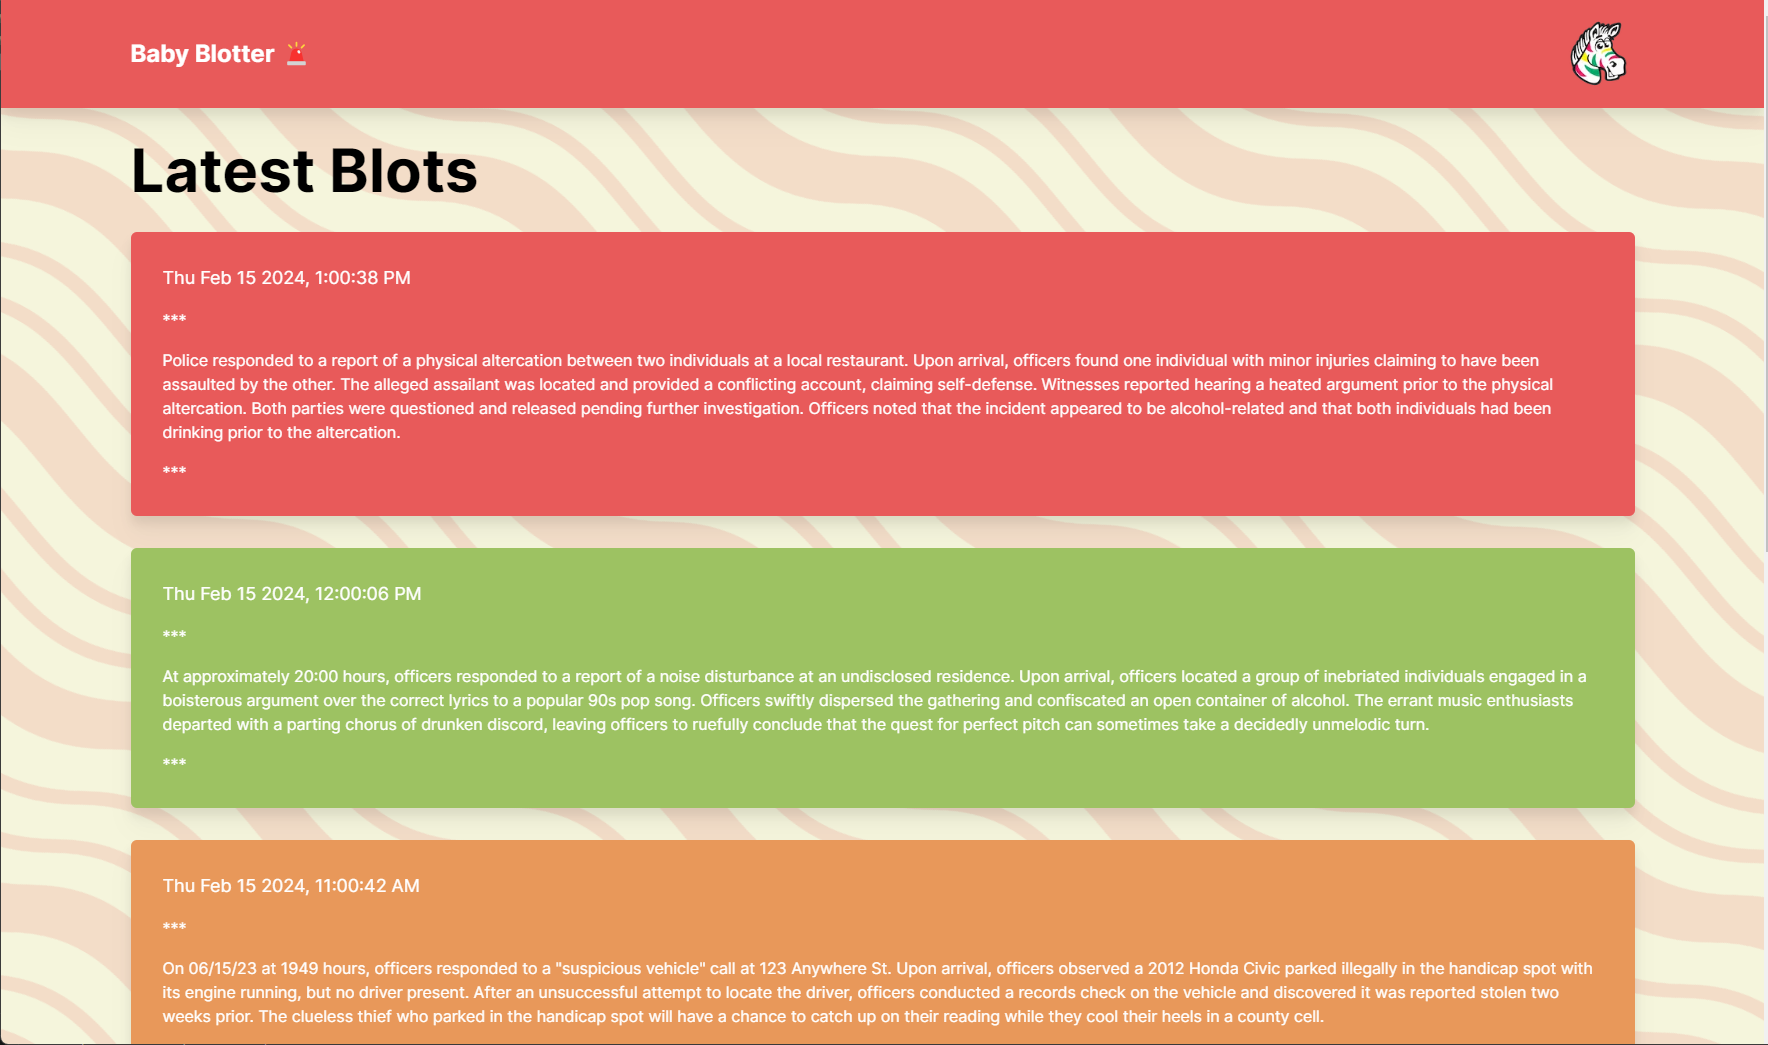 Baby Blotter
Latest Blots
Thu Feb 15 2024, 1:00:38 PM
***
Police responded to a report of a physical altercation between two individuals at a local restaurant. Upon arrival, officers found one individual with minor injuries claiming to have been
assaulted by the other. The alleged assailant was located and provided a conflicting account, claiming self-defense. Witnesses reported hearing a heated argument prior to the physical
altercation. Both parties were questioned and released pending further investigation. Officers noted that the incident appeared to be alcohol-related and that both individuals had been
drinking prior to the altercation.
***
Thu Feb 15 2024, 12:00:06 PM
***
At approximately 20:00 hours, officers responded to a report of a noise disturbance at an undisclosed residence. Upon arrival, officers located a group of inebriated individuals engaged in a
boisterous argument over the correct lyrics to a popular 90s pop song. Officers swiftly dispersed the gathering and confiscated an open container of alcohol. The errant music enthusiasts
departed with a parting chorus of drunken discord, leaving officers to ruefully conclude that the quest for perfect pitch can sometimes take a decidedly unmelodic turn.
***
Thu Feb 15 2024, 11:00:42 AM
***
On 06/15/23 at 1949 hours, officers responded to a "suspicious vehicle" call at 123 Anywhere St. Upon arrival, officers observed a 2012 Honda Civic parked illegally in the handicap spot with
its engine running, but no driver present. After an unsuccessful attempt to locate the driver, officers conducted a records check on the vehicle and discovered it was reported stolen two
weeks prior. The clueless thief who parked in the handicap spot will have a chance to catch up on their reading while they cool their heels in a county cell.